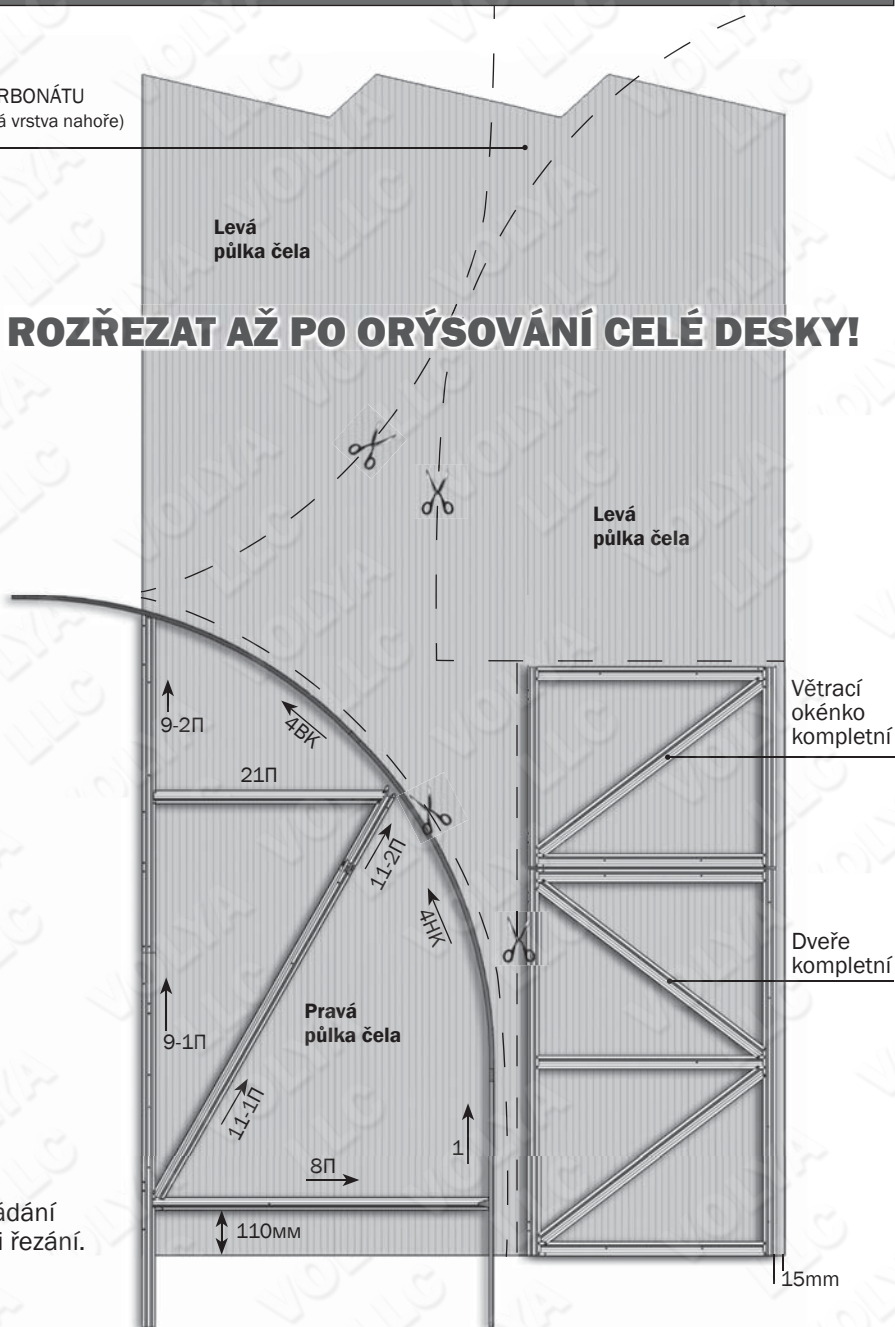 RBONÁTU
á vrstva nahoře)
Levá
půlka čela
ROZŘEZAT AŽ PO ORÝSOVÁNÍ CELÉ DESKY!
Levá
půlka čela
Větrací
okénko
kompletní
9-2П
4ВК
21П
11-2П
4НК
Dveře
kompletní
Pravá
půlka čela
9-1П
11-1П
1
8П
ádání
i řezání.
110мм
15mm
VOLYA
LLC